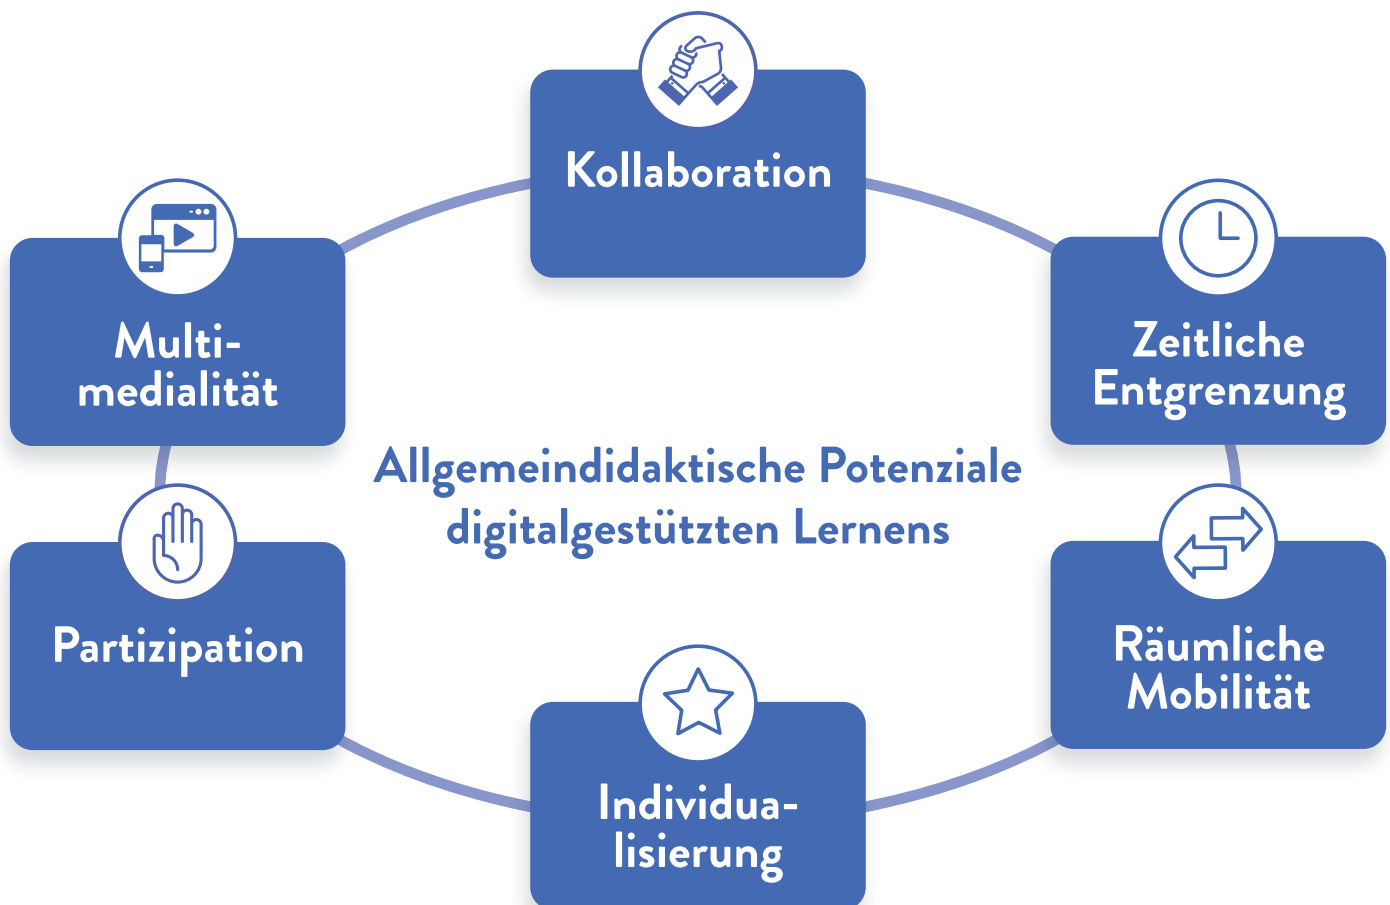 Kollaboration
Multi-
medialität
Zeitliche
Entgrenzung
Allgemeindidaktische Potenziale
digitalgestützten Lernens
Partizipation
Räumliche
Mobilität
Individua-
lisierung